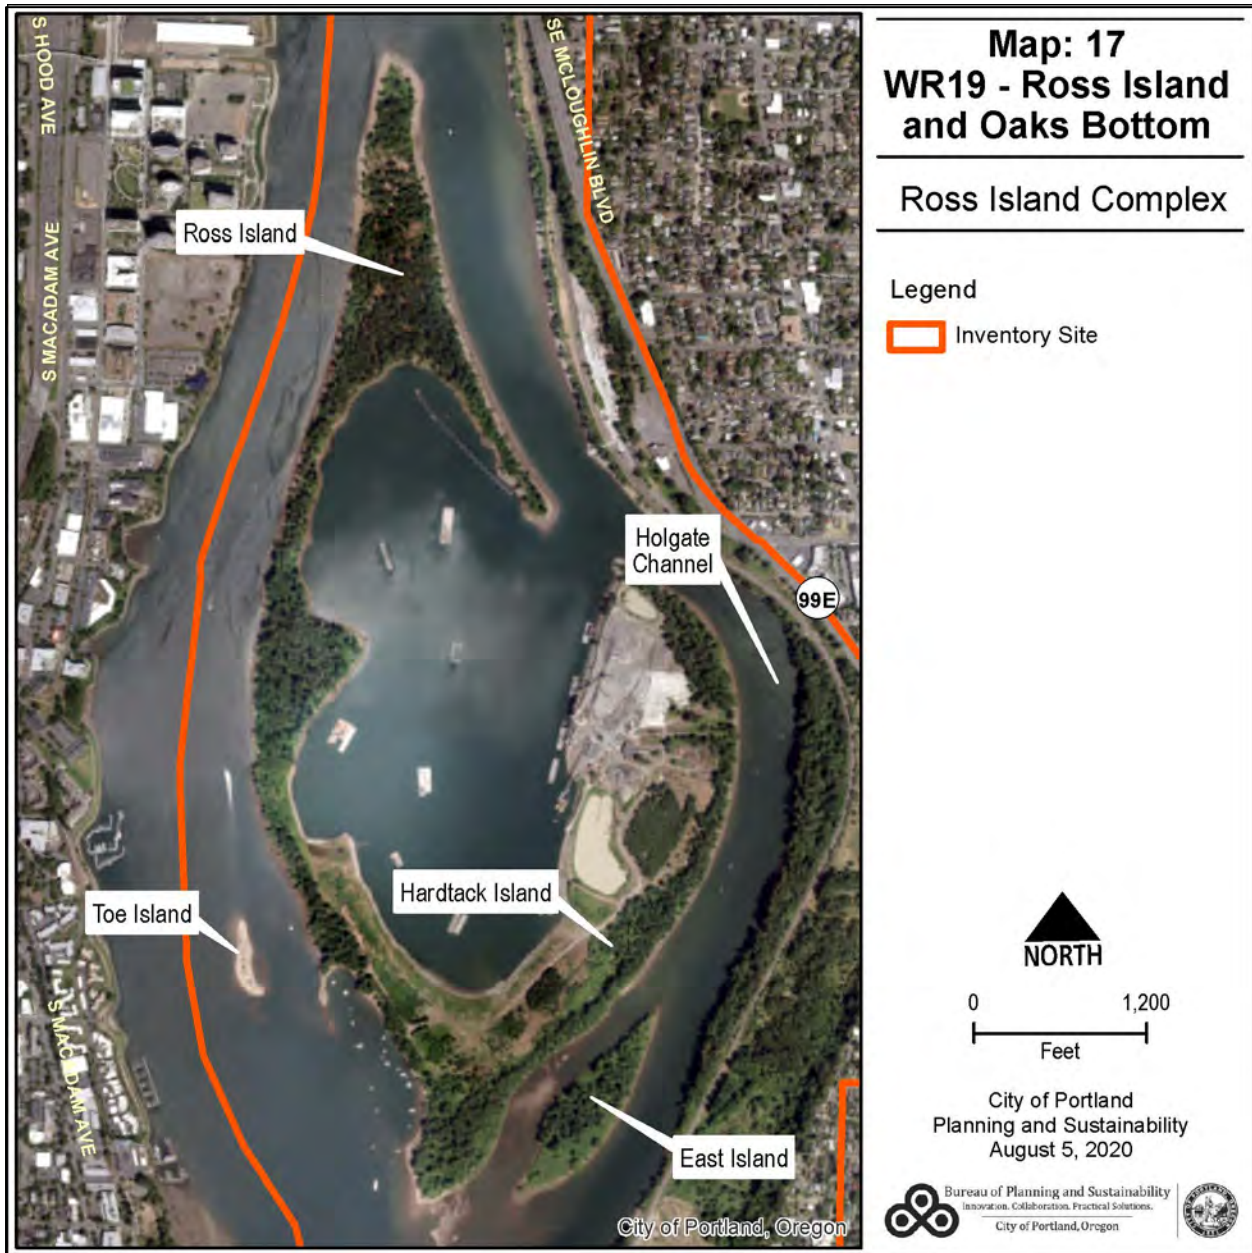 Map: 17
WR19 - Ross Island
and Oaks Bottom
Ross Island Complex
Legend
Inventory Site
S HOOD AVE
SE MCLOUGHLIN BLVD
S MACADAM AVE
Ross Island
Holgate
Channel
99E
Hardtack Island
Toe Island
S MACADAM AVE
East Island
City of Portland, Oregon
NORTH
0 1,200
Feet
City of Portland
Planning and Sustainability
August 5, 2020
Bureau of Planning and Sustainability
Innovation. Collaboration. Practical Solutions.
City of Portland, Oregon